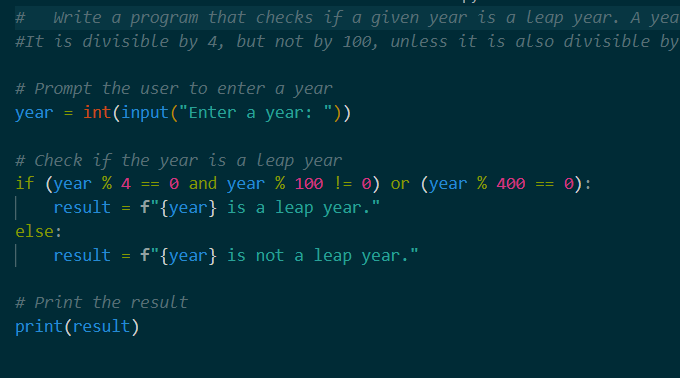 #   Write a program that checks if a given year is a leap year. A yea
#It is divisible by 4, but not by 100, unless it is also divisible by
# Prompt the user to enter a year
year = int(input("Enter a year: "))
# Check if the year is a leap year
if (year % 4 == 0 and year % 100 != 0) or (year % 400 == 0):
    result = f"{year} is a leap year."
else:
    result = f"{year} is not a leap year."
# Print the result
print(result)